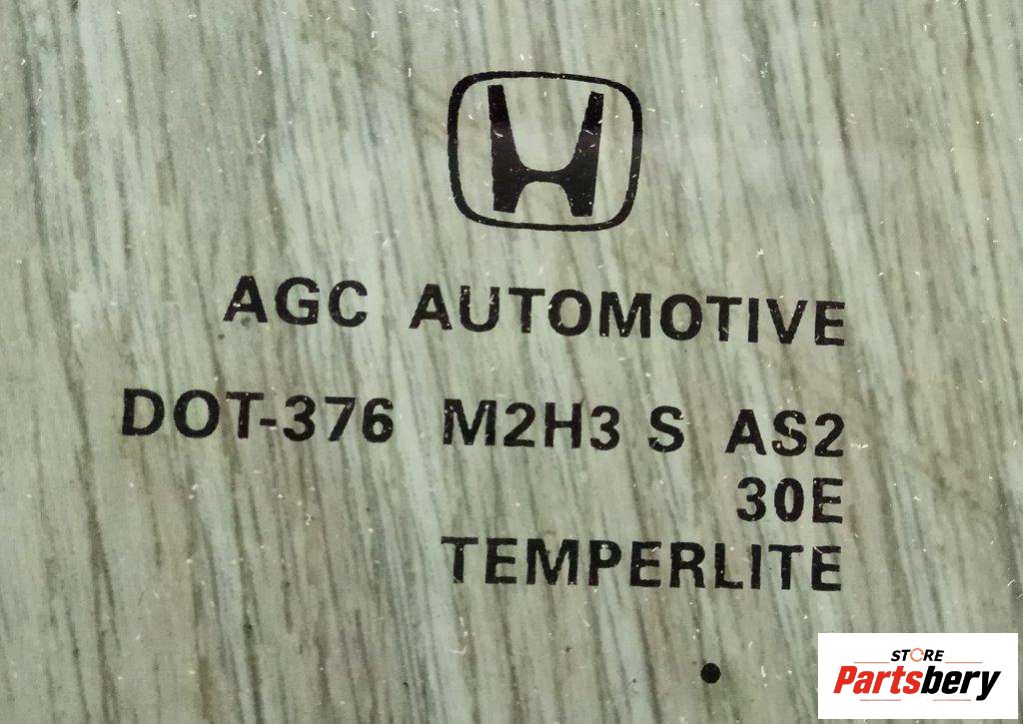 AGC AUTOMOTIVE
DOT-376 M2H3 S AS2
30E
TEMPERLITE
STORE
Partsbery